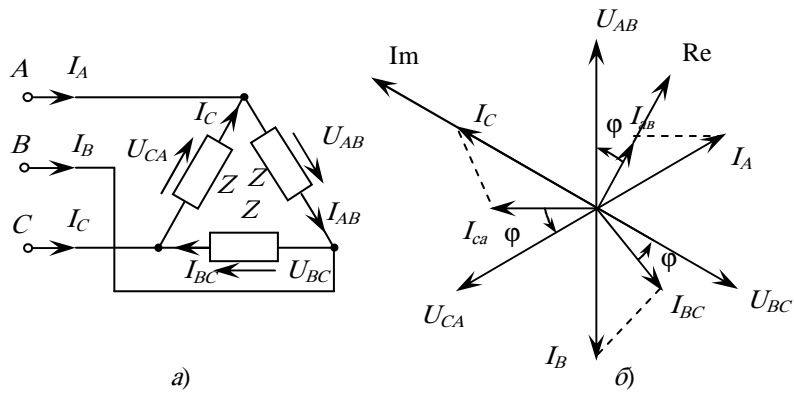 A
I_A
I_C
U_CA
U_AB
B
I_B
Z
Z
Z
C
I_C
I_AB
I_BC
U_BC
а)
U_AB
Im
Re
I_C
φ
I_ав
I_A
I_ca
φ
φ
U_CA
I_BC
U_BC
I_B
б)